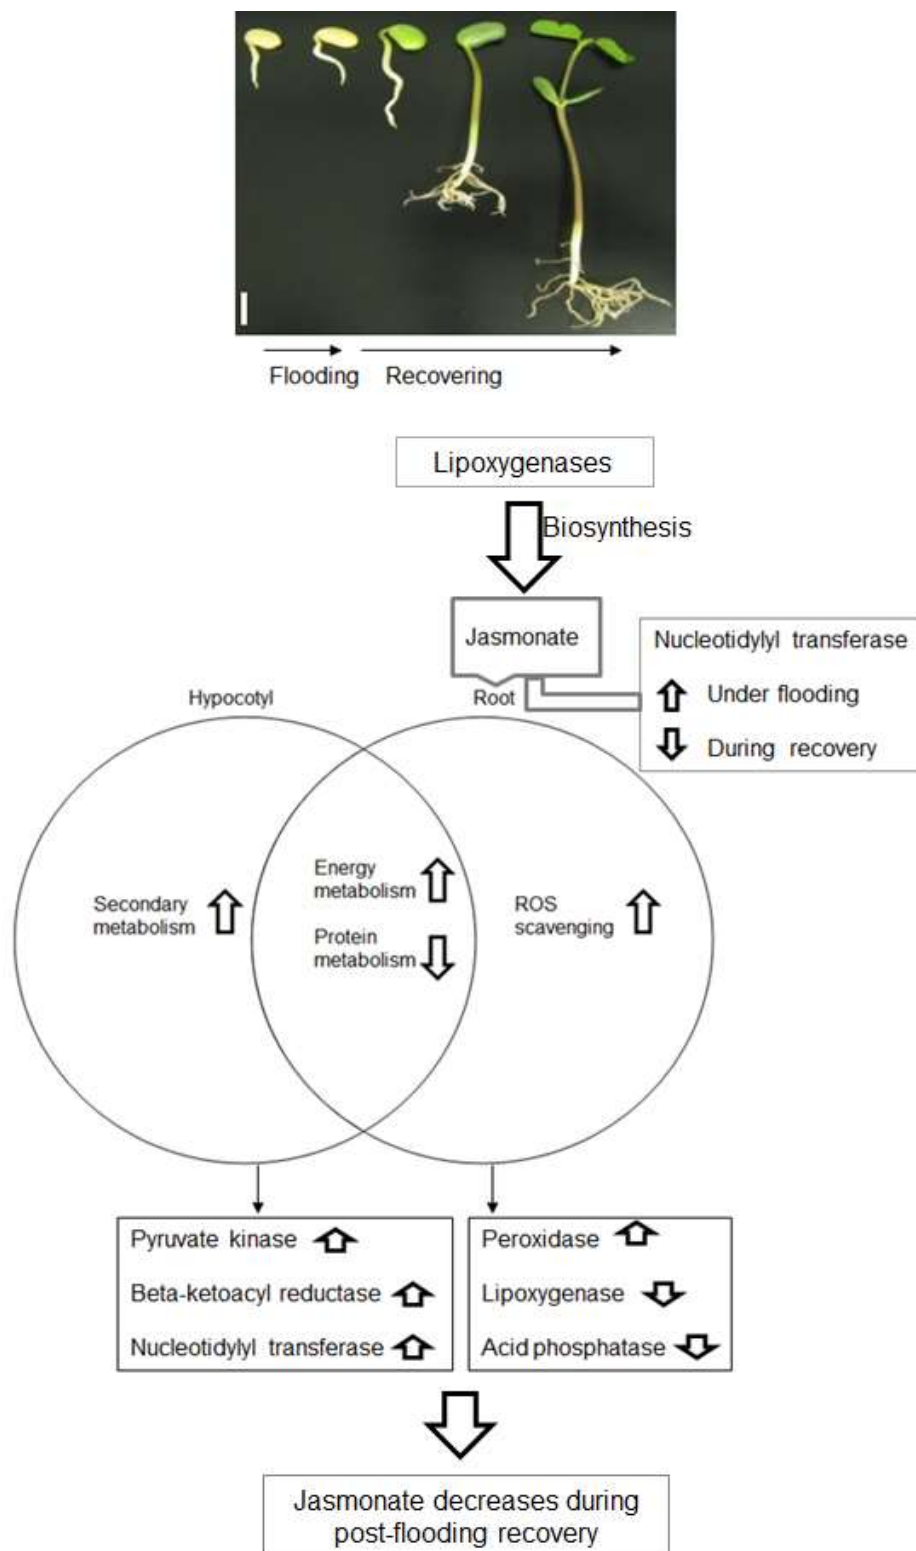 Flooding Recovering
Lipoxygenases
Biosynthesis
Jasmonate
Nucleotidylyl transferase
Under flooding
During recovery
Hypocotyl
Root
Secondary
metabolism
Energy
metabolism
Protein
metabolism
ROS
scavenging
Pyruvate kinase
Beta-ketoacyl reductase
Nucleotidylyl transferase
Peroxidase
Lipoxygenase
Acid phosphatase
Jasmonate decreases during
post-flooding recovery